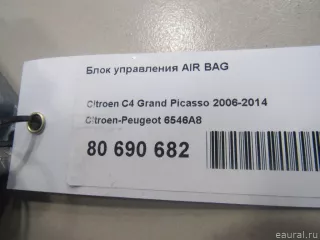 Блок управления AIR BAG
Citroen C4 Grand Picasso 2006-2014
Citroen-Peugeot 6546A8
80 690 682
eaural.ru